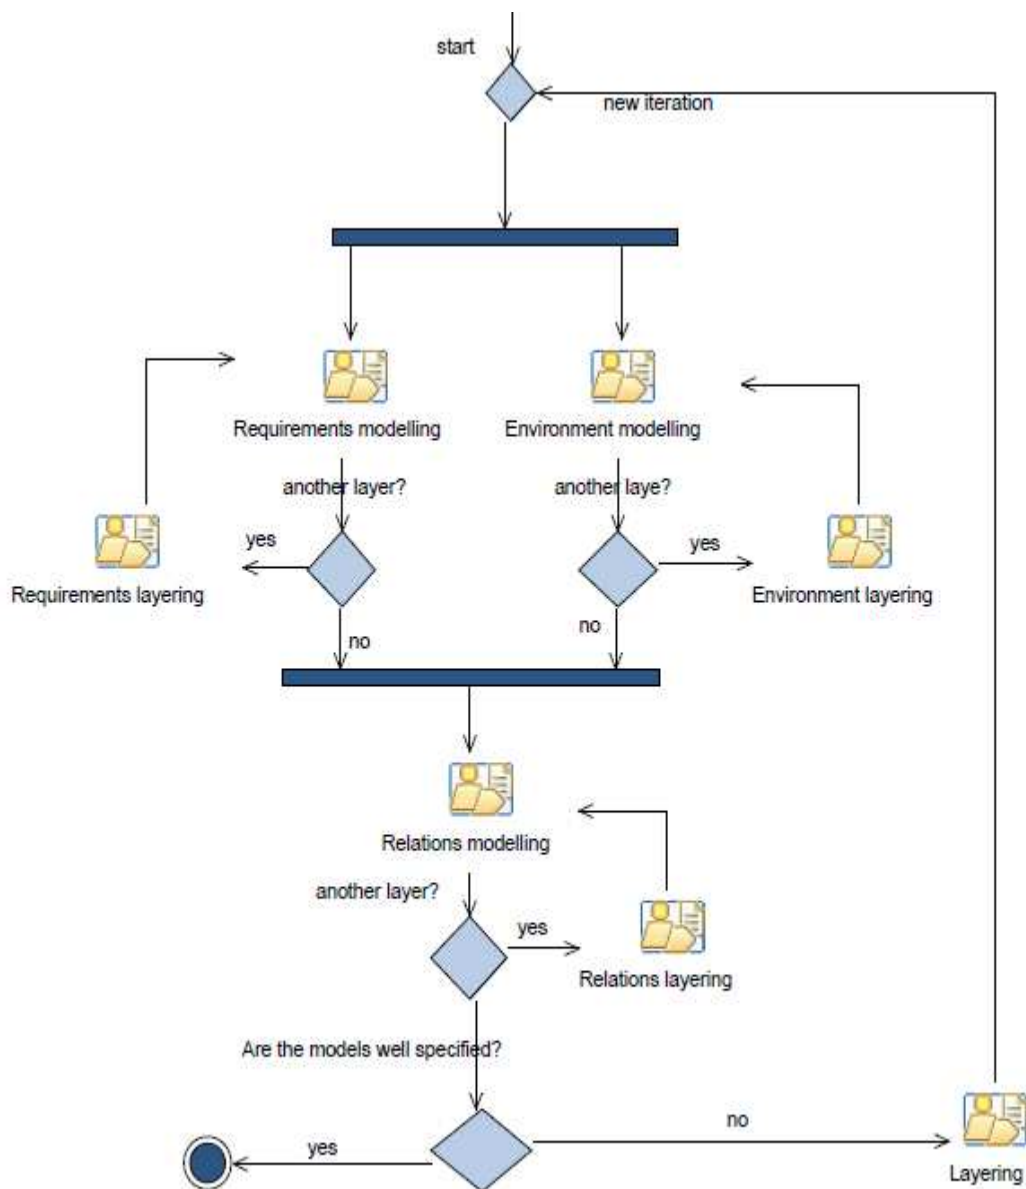 start
new iteration
Requirements modelling
Environment modelling
another layer?
another laye?
yes
yes
Requirements layering
Environment layering
no
no
Relations modelling
another layer?
yes
Relations layering
Are the models well specified?
no
yes
Layering